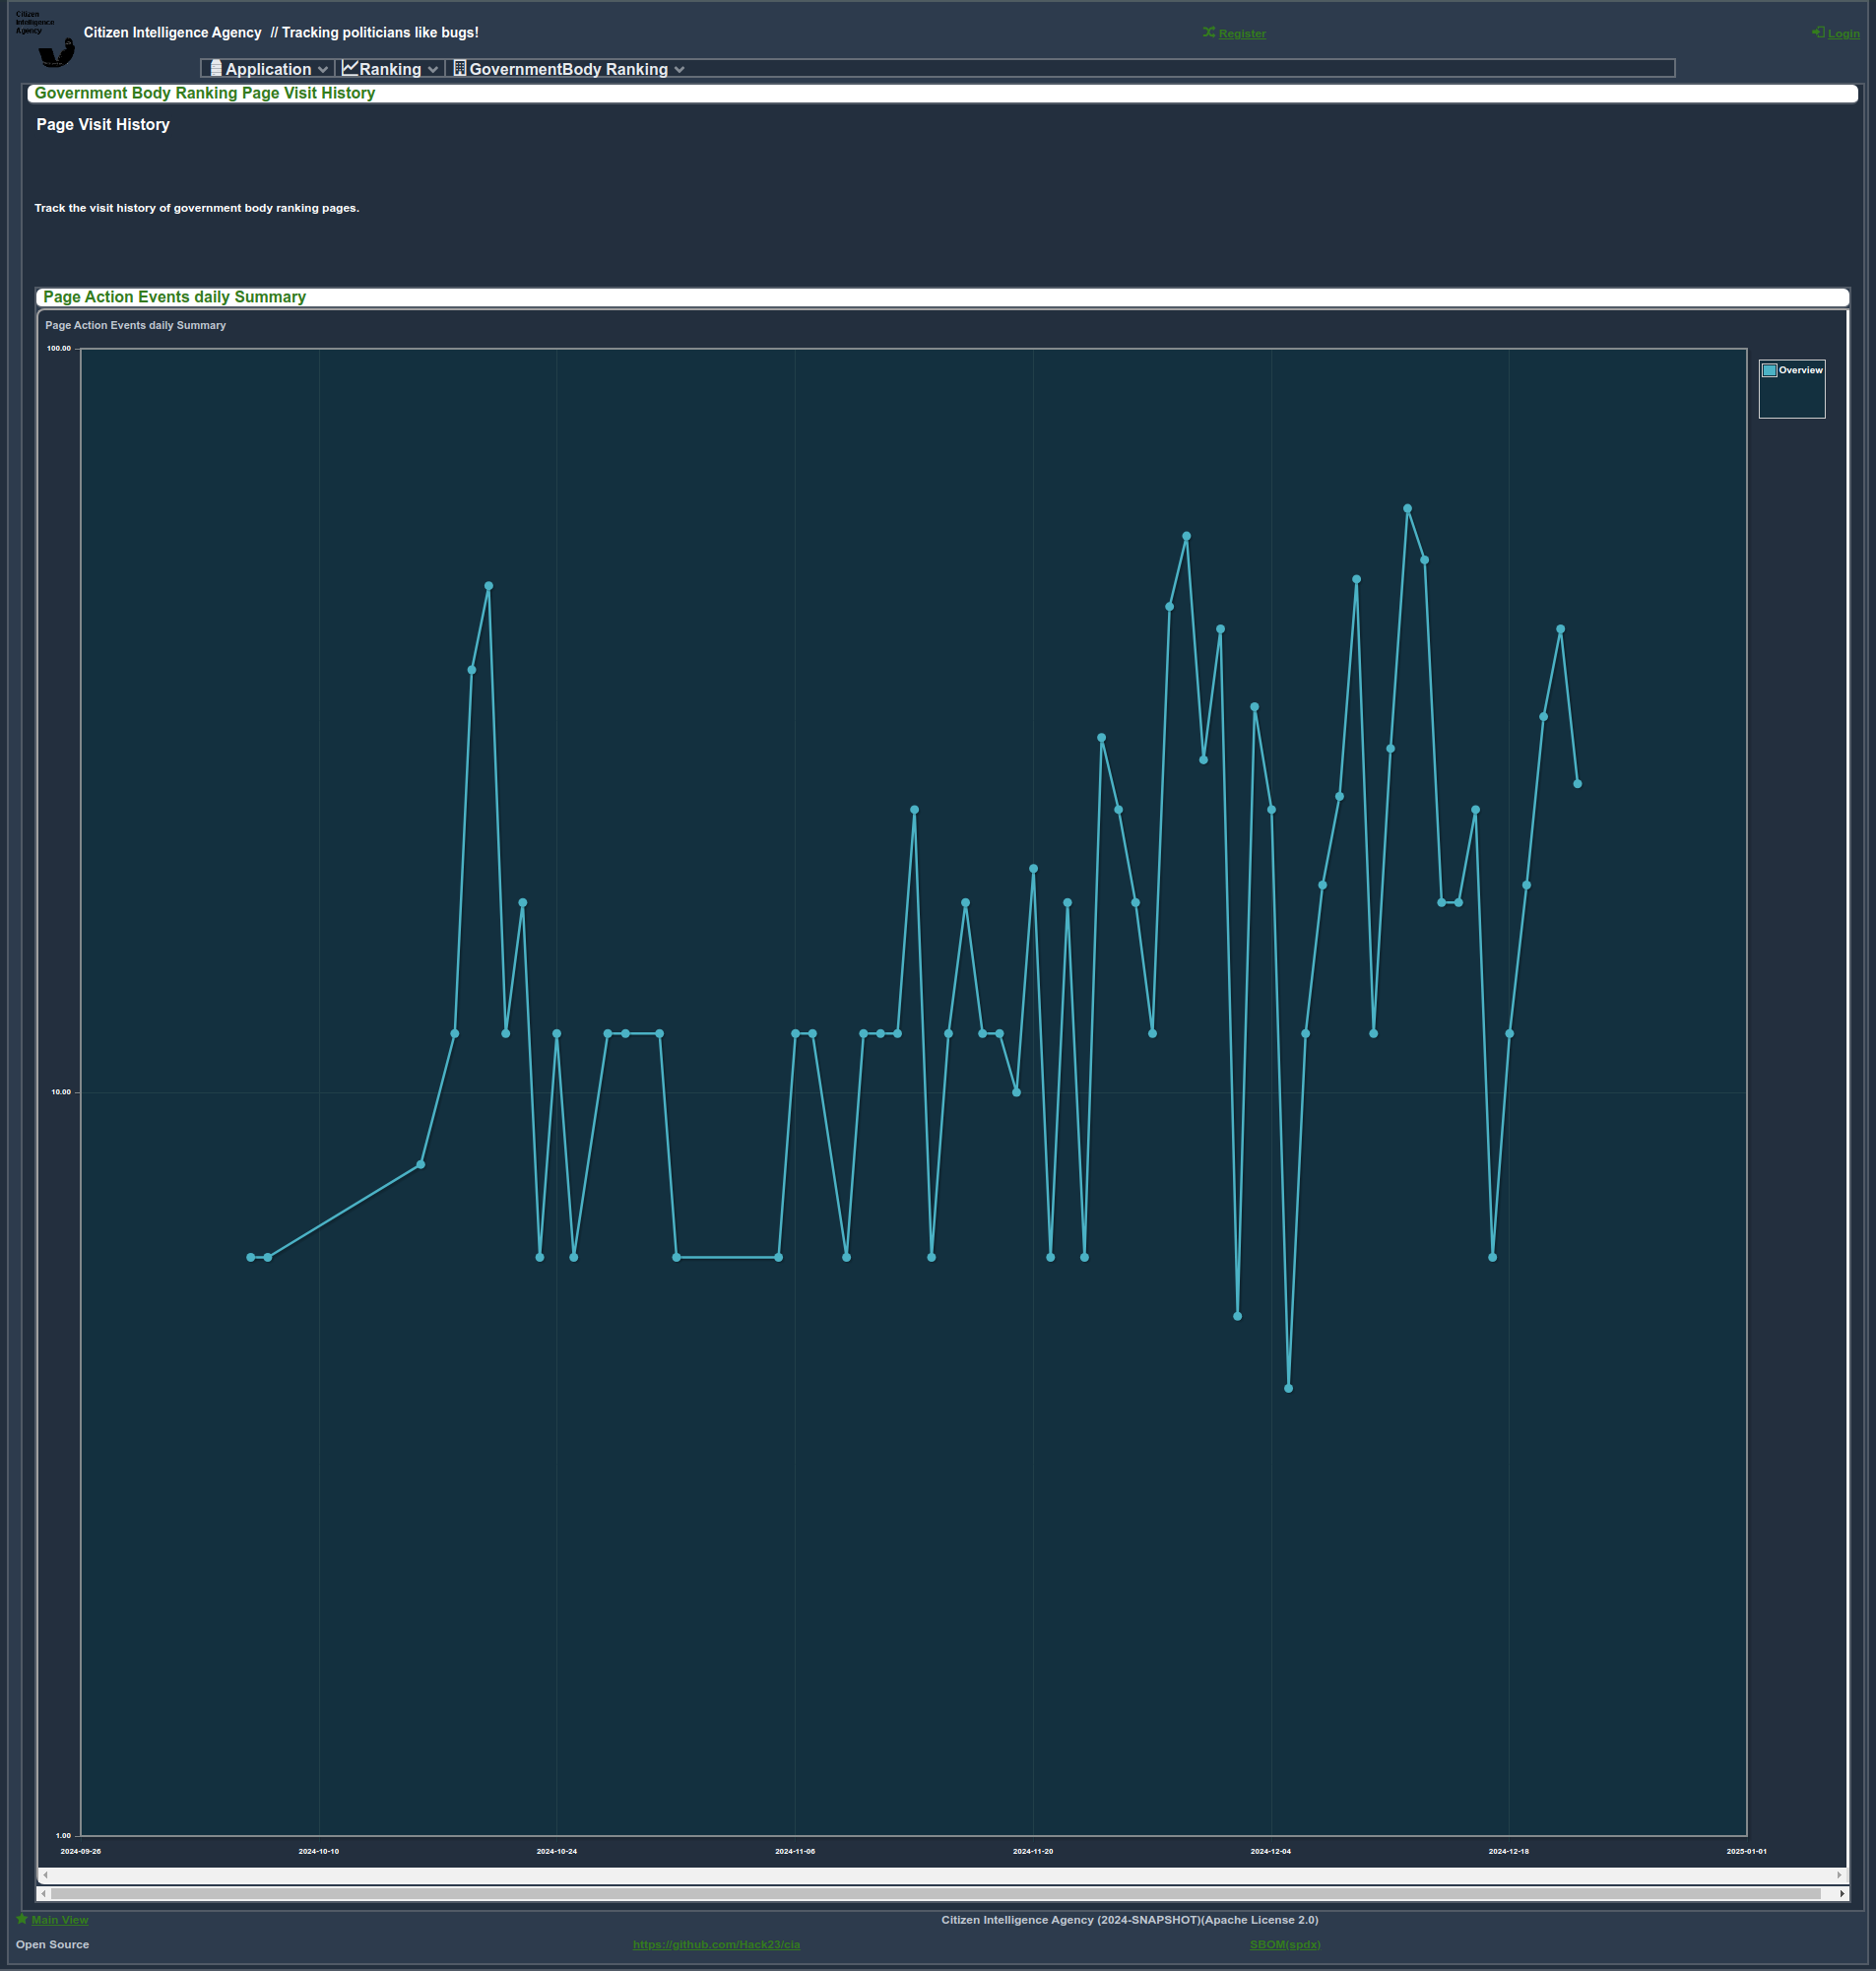 Citizen
Intelligence
Agency
Citizen Intelligence Agency // Tracking politicians like bugs!
Register
Login
Application
Ranking
GovernmentBody Ranking
Government Body Ranking Page Visit History
Page Visit History
Track the visit history of government body ranking pages.
Page Action Events daily Summary
Page Action Events daily Summary
100.00
Overview
10.00
1.00
2024-09-26
2024-10-10
2024-10-24
2024-11-06
2024-11-20
2024-12-04
2024-12-18
2025-01-01
Main View
Citizen Intelligence Agency (2024-SNAPSHOT)(Apache License 2.0)
Open Source
https://github.com/Hack23/cia
SBOM(spdx)